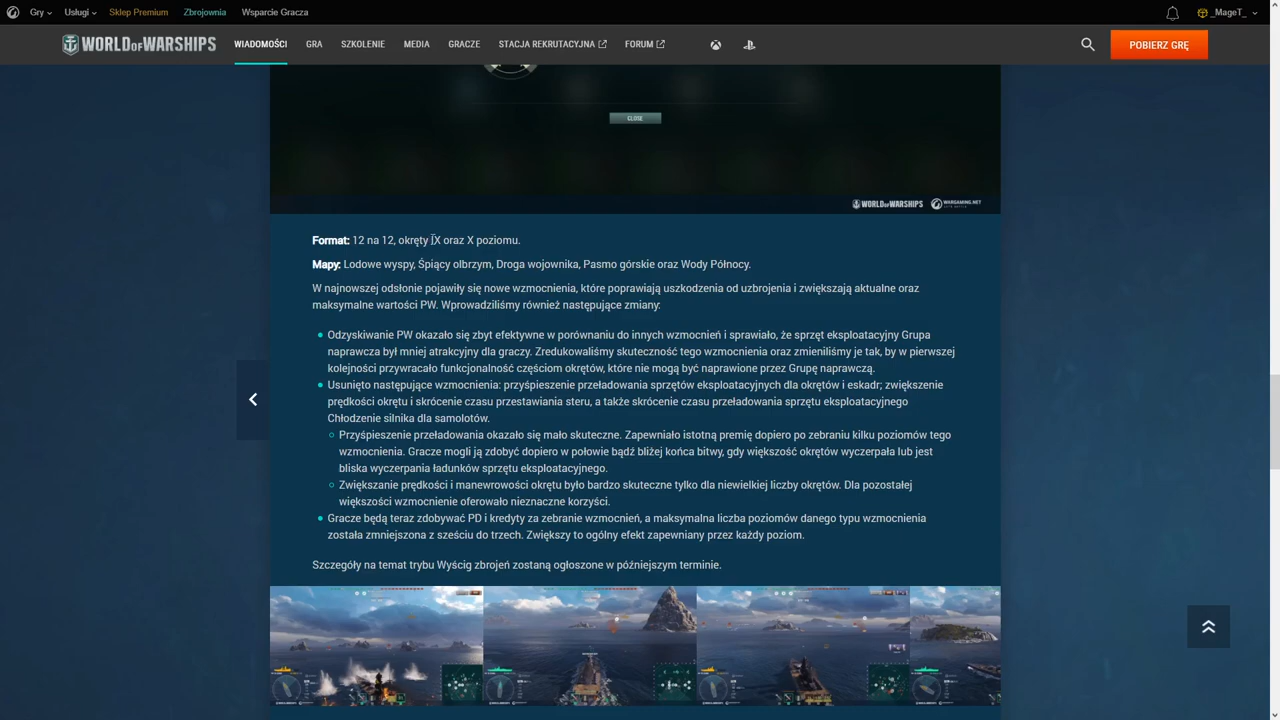 Gry Usługi Sklep Premium Zbrojownia Wsparcie Gracza _MageT_
WORLD OF WARSHIPS WIADOMOŚCI GRA SZKOLENIE MEDIA GRACZE STACJA REKRUTACYJNA FORUM POBIERZ GRĘ
CLOSE
WORLD OF WARSHIPS WARGAMING.NET
Format: 12 na 12, okręty IX oraz X poziomu.
Mapy: Lodowe wyspy, Śpiący olbrzym, Droga wojownika, Pasmo górskie oraz Wody Północy.
W najnowszej odsłonie pojawiły się nowe wzmocnienia, które poprawiają uszkodzenia od uzbrojenia i zwiększają aktualne oraz
maksymalne wartości PW. Wprowadziliśmy również następujące zmiany:
Odzyskiwanie PW okazało się zbyt efektywne w porównaniu do innych wzmocnień i sprawiało, że sprzęt eksploatacyjny Grupa
naprawcza był mniej atrakcyjny dla graczy. Zredukowaliśmy skuteczność tego wzmocnienia oraz zmieniliśmy je tak, by w pierwszej
kolejności przywracało funkcjonalność częściom okrętów, które nie mogą być naprawione przez Grupę naprawczą.
Usunięto następujące wzmocnienia: przyśpieszenie przeładowania sprzętów eksploatacyjnych dla okrętów i eskadr; zwiększenie
prędkości okrętu i skrócenie czasu przestawiania steru, a także skrócenie czasu przeładowania sprzętu eksploatacyjnego
Chłodzenie silnika dla samolotów.
Przyśpieszenie przeładowania okazało się mało skuteczne. Zapewniało istotną premię dopiero po zebraniu kilku poziomów tego
wzmocnienia. Gracze mogli ją zdobyć dopiero w połowie bądź bliżej końca bitwy, gdy większość okrętów wyczerpała lub jest
bliska wyczerpania ładunków sprzętu eksploatacyjnego.
Zwiększanie prędkości i manewrowości okrętu było bardzo skuteczne tylko dla niewielkiej liczby okrętów. Dla pozostałej
większości wzmocnienie oferowało nieznaczne korzyści.
Gracze będą teraz zdobywać PD i kredyty za zebranie wzmocnień, a maksymalna liczba poziomów danego typu wzmocnienia
została zmniejszona z sześciu do trzech. Zwiększy to ogólny efekt zapewniany przez każdy poziom.
Szczegóły na temat trybu Wyścig zbrojeń zostaną ogłoszone w późniejszym terminie.